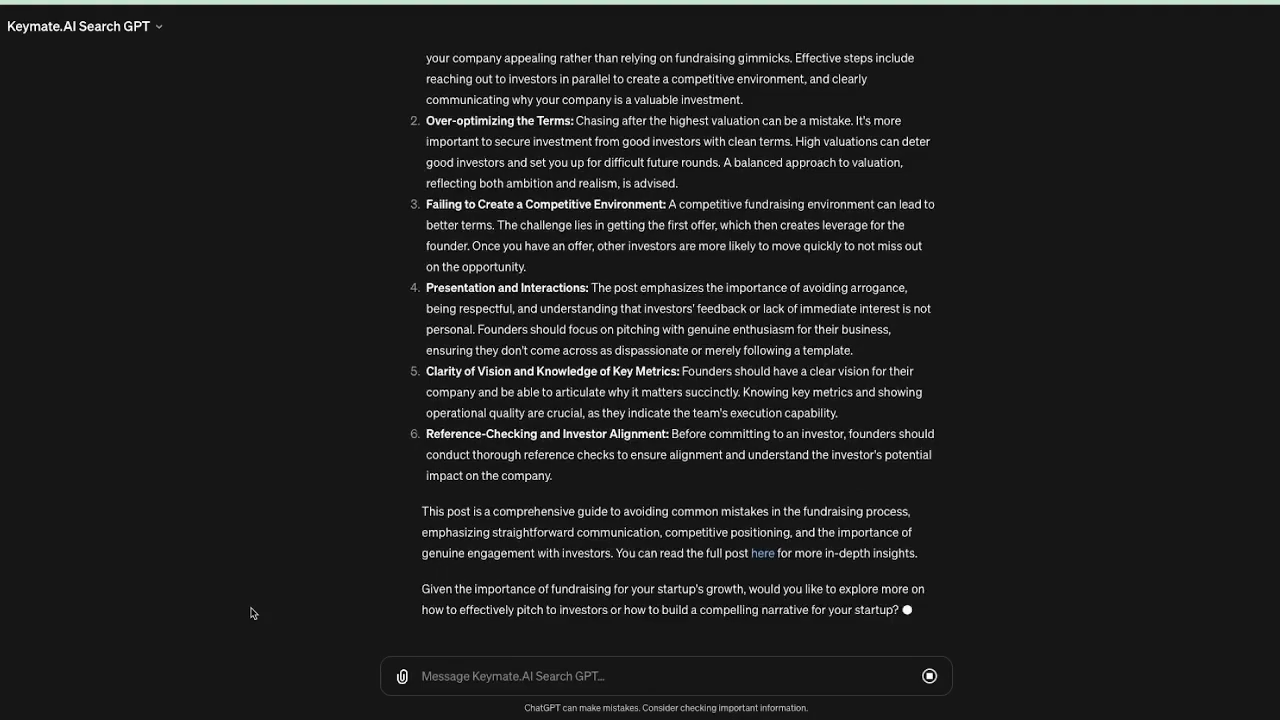 Keymate.AI Search GPT
your company appealing rather than relying on fundraising gimmicks. Effective steps include
reaching out to investors in parallel to create a competitive environment, and clearly
communicating why your company is a valuable investment.
2. Over-optimizing the Terms: Chasing after the highest valuation can be a mistake. It's more
important to secure investment from good investors with clean terms. High valuations can deter
good investors and set you up for difficult future rounds. A balanced approach to valuation,
reflecting both ambition and realism, is advised.
3. Failing to Create a Competitive Environment: A competitive fundraising environment can lead to
better terms. The challenge lies in getting the first offer, which then creates leverage for the
founder. Once you have an offer, other investors are more likely to move quickly to not miss out
on the opportunity.
4. Presentation and Interactions: The post emphasizes the importance of avoiding arrogance,
being respectful, and understanding that investors' feedback or lack of immediate interest is not
personal. Founders should focus on pitching with genuine enthusiasm for their business,
ensuring they don't come across as dispassionate or merely following a template.
5. Clarity of Vision and Knowledge of Key Metrics: Founders should have a clear vision for their
company and be able to articulate why it matters succinctly. Knowing key metrics and showing
operational quality are crucial, as they indicate the team's execution capability.
6. Reference-Checking and Investor Alignment: Before committing to an investor, founders should
conduct thorough reference checks to ensure alignment and understand the investor's potential
impact on the company.
This post is a comprehensive guide to avoiding common mistakes in the fundraising process,
emphasizing straightforward communication, competitive positioning, and the importance of
genuine engagement with investors. You can read the full post here for more in-depth insights.
Given the importance of fundraising for your startup's growth, would you like to explore more on
how to effectively pitch to investors or how to build a compelling narrative for your startup?
Message Keymate.AI Search GPT...
ChatGPT can make mistakes. Consider checking important information.